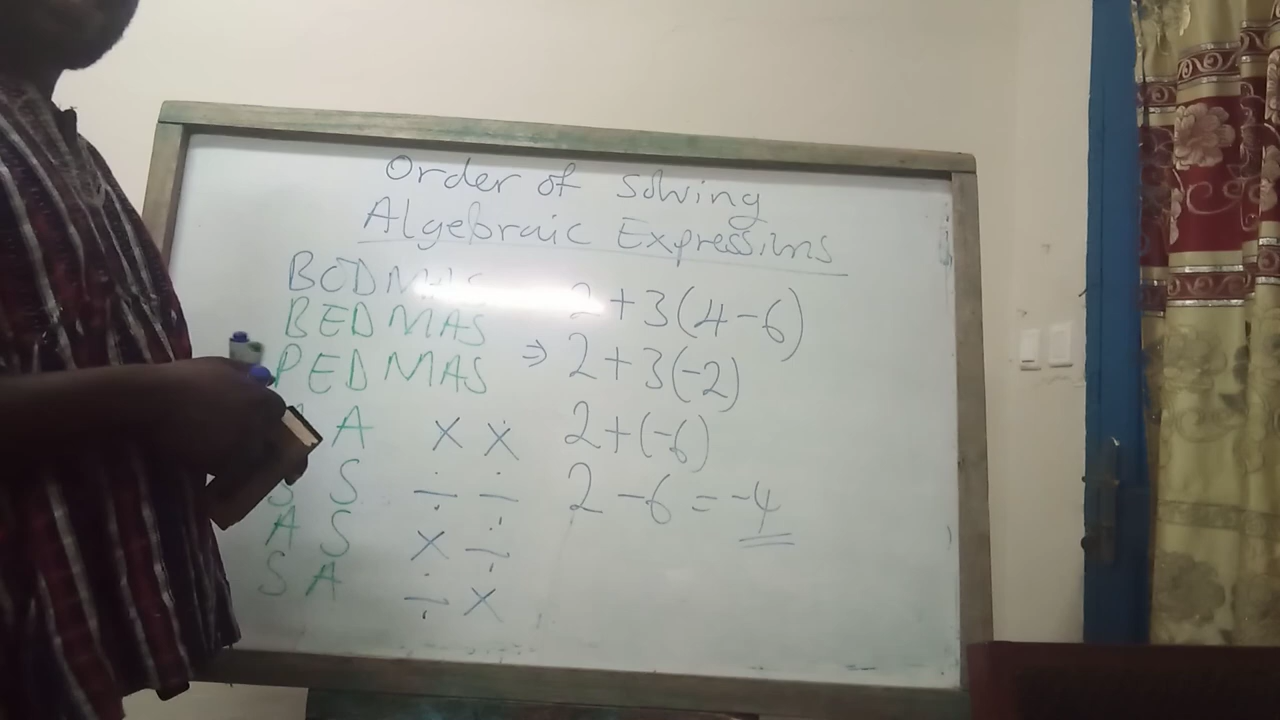 Order of Solving
Algebraic Expressions
BODMAS
BEDMAS
PEDMAS
A
S S
A S
S A
× ×
÷ ÷
× ÷
÷ ×
2+3(4-6)
⇒ 2+3(-2)
2+(-6)
2-6=-4